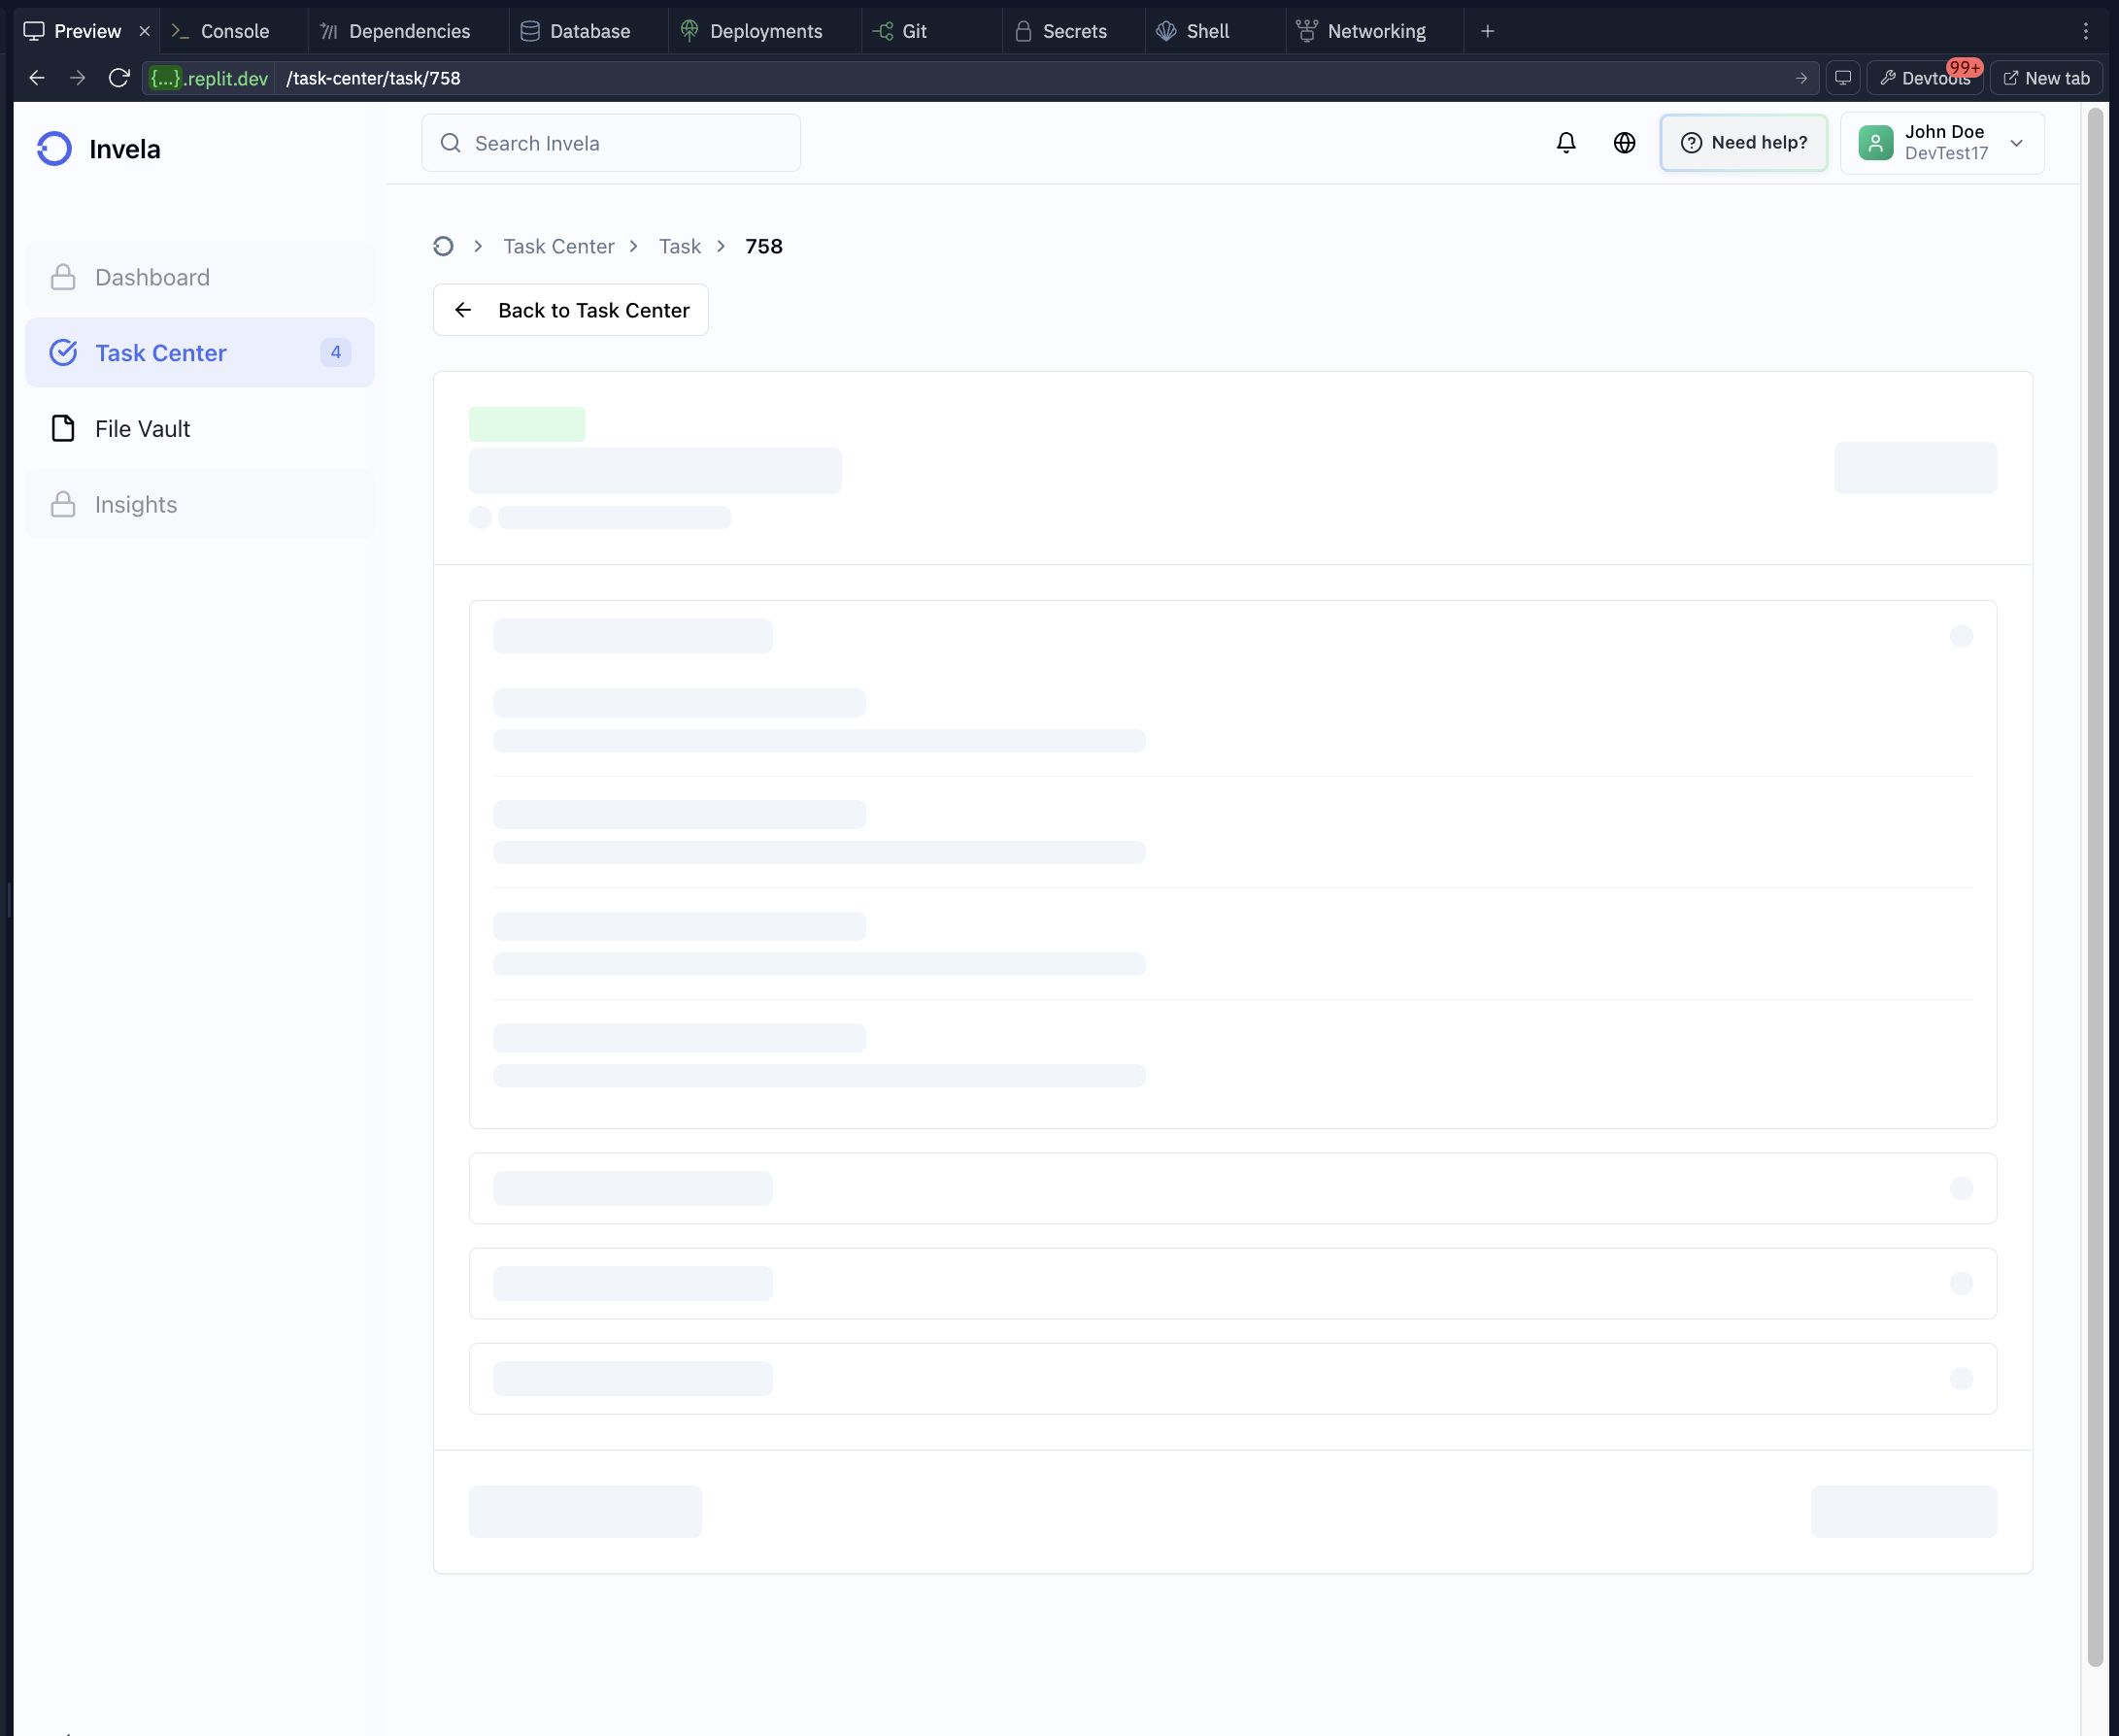 Preview
Console
Dependencies
Database
Deployments
Git
Secrets
Shell
Networking
{...}.replit.dev
/task-center/task/758
Devtools
99+
New tab
Invela
Search Invela
Need help?
John Doe
DevTest17
Dashboard
Task Center
4
File Vault
Insights
Task Center
Task
758
Back to Task Center